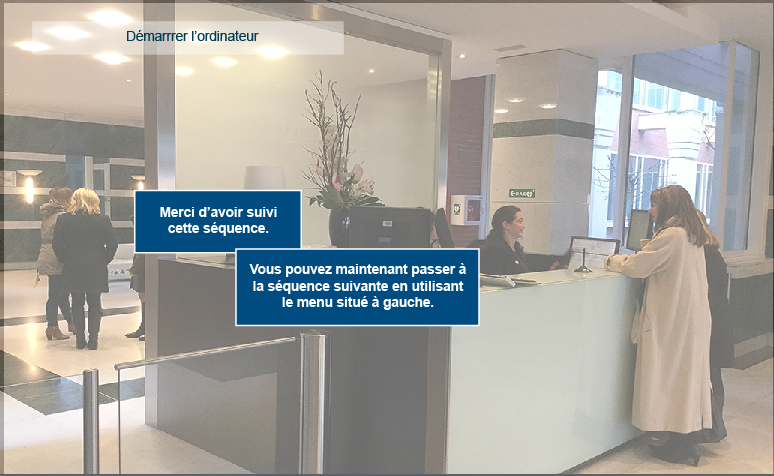 Démarrrer l’ordinateur
Merci d’avoir suivi
cette séquence.
Vous pouvez maintenant passer à
la séquence suivante en utilisant
le menu situé à gauche.